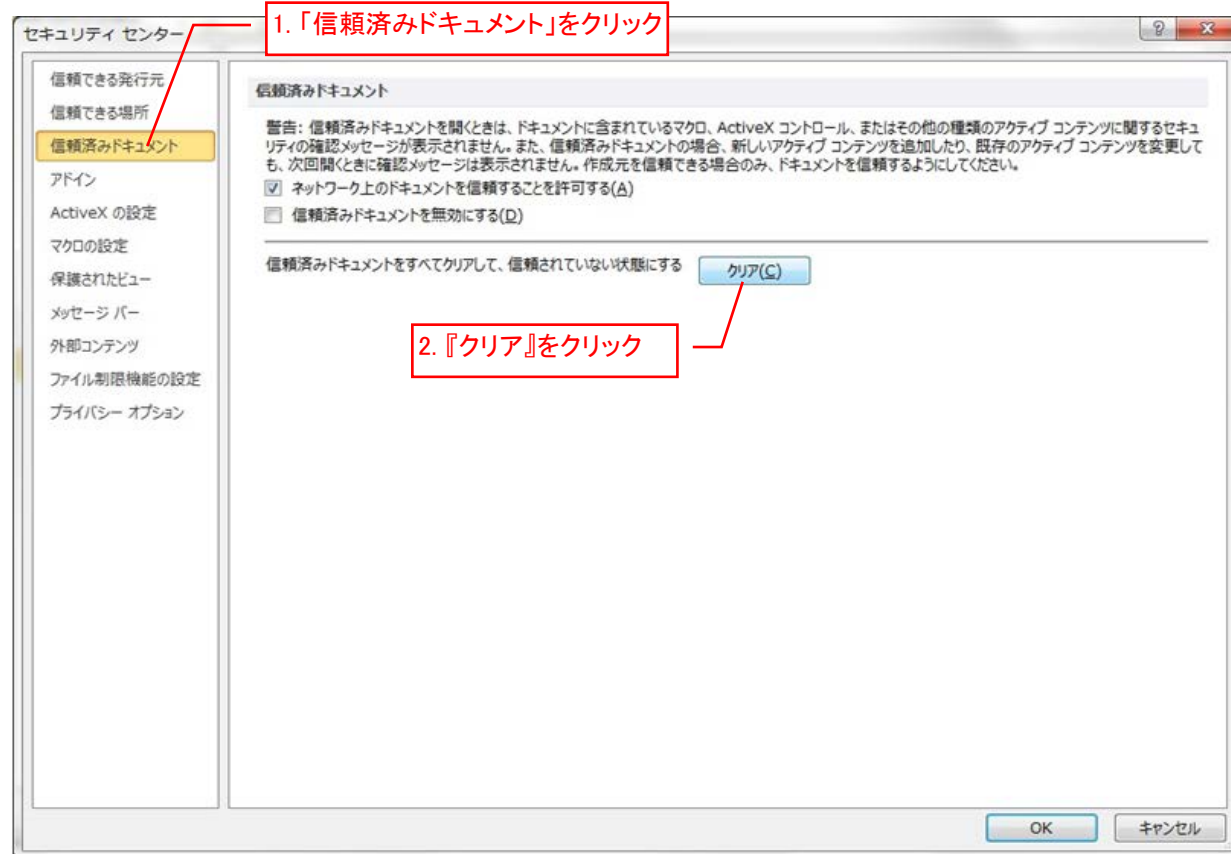 1. 「信頼済みドキュメント」をクリック
セキュリティ センター
信頼できる発行元
信頼できる場所
信頼済みドキュメント
アドイン
ActiveX の設定
マクロの設定
保護されたビュー
メッセージ バー
外部コンテンツ
ファイル制限機能の設定
プライバシー オプション
信頼済みドキュメント
警告: 信頼済みドキュメントを開くときは、ドキュメントに含まれているマクロ、ActiveX コントロール、またはその他の種類のアクティブ コンテンツに関するセキュ
リティの確認メッセージが表示されません。また、信頼済みドキュメントの場合、新しいアクティブ コンテンツを追加したり、既存のアクティブ コンテンツを変更して
も、次回開くときに確認メッセージは表示されません。作成元を信頼できる場合のみ、ドキュメントを信頼するようにしてください。
ネットワーク上のドキュメントを信頼することを許可する(A)
信頼済みドキュメントを無効にする(D)
信頼済みドキュメントをすべてクリアして、信頼されていない状態にする
クリア(C)
2. 『クリア』をクリック
OK
キャンセル